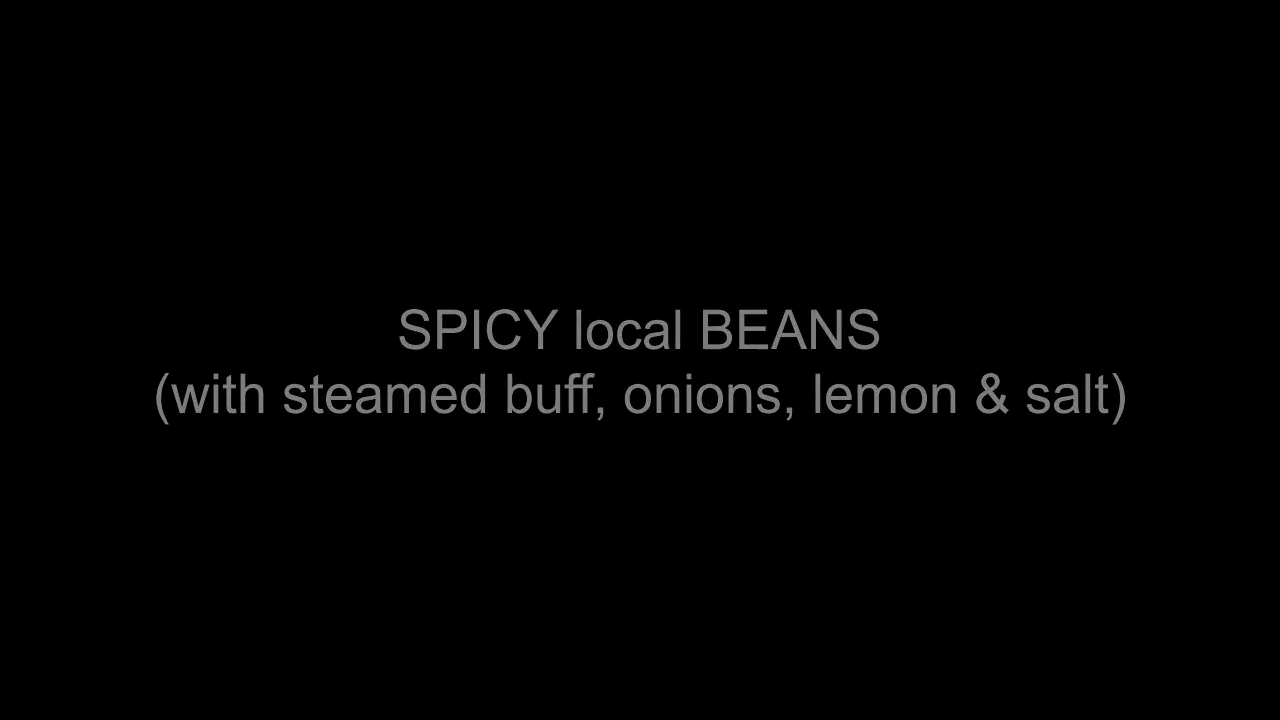 SPICY local BEANS
(with steamed buff, onions, lemon & salt)